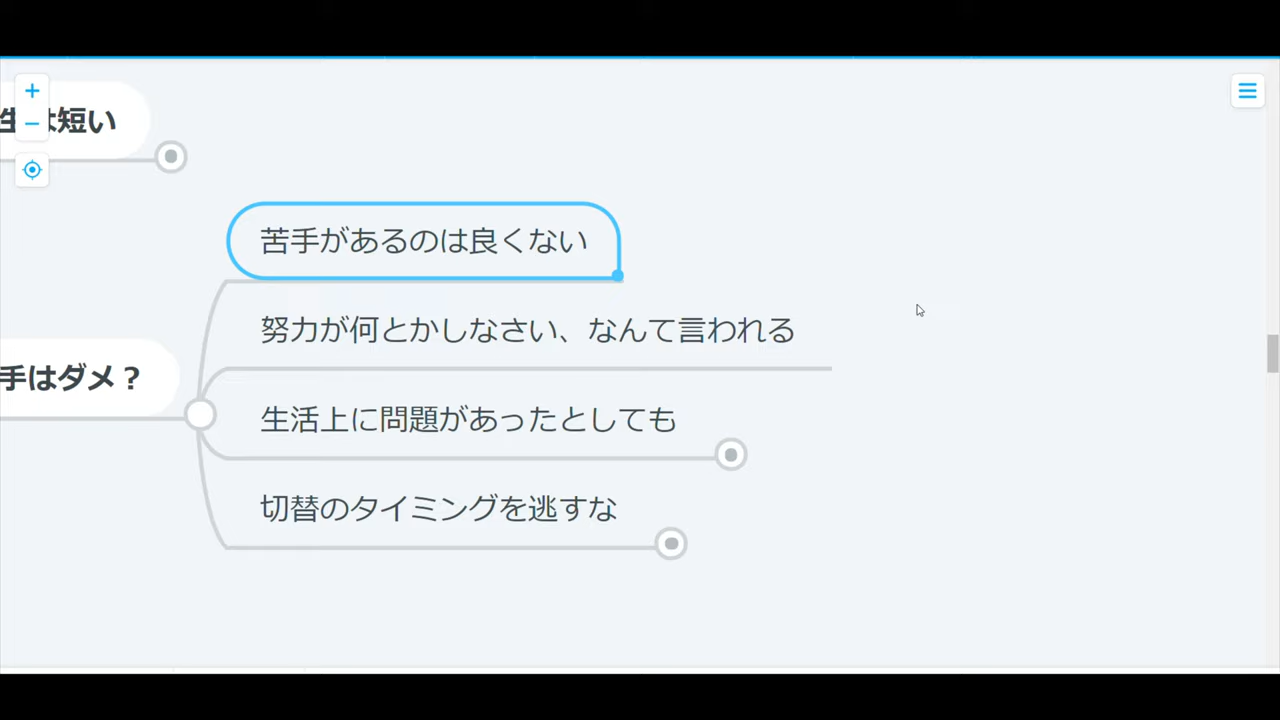 は短い
苦手があるのは良くない
努力が何とかしなさい、なんて言われる
手はダメ？
生活上に問題があったとしても
切替のタイミングを逃すな